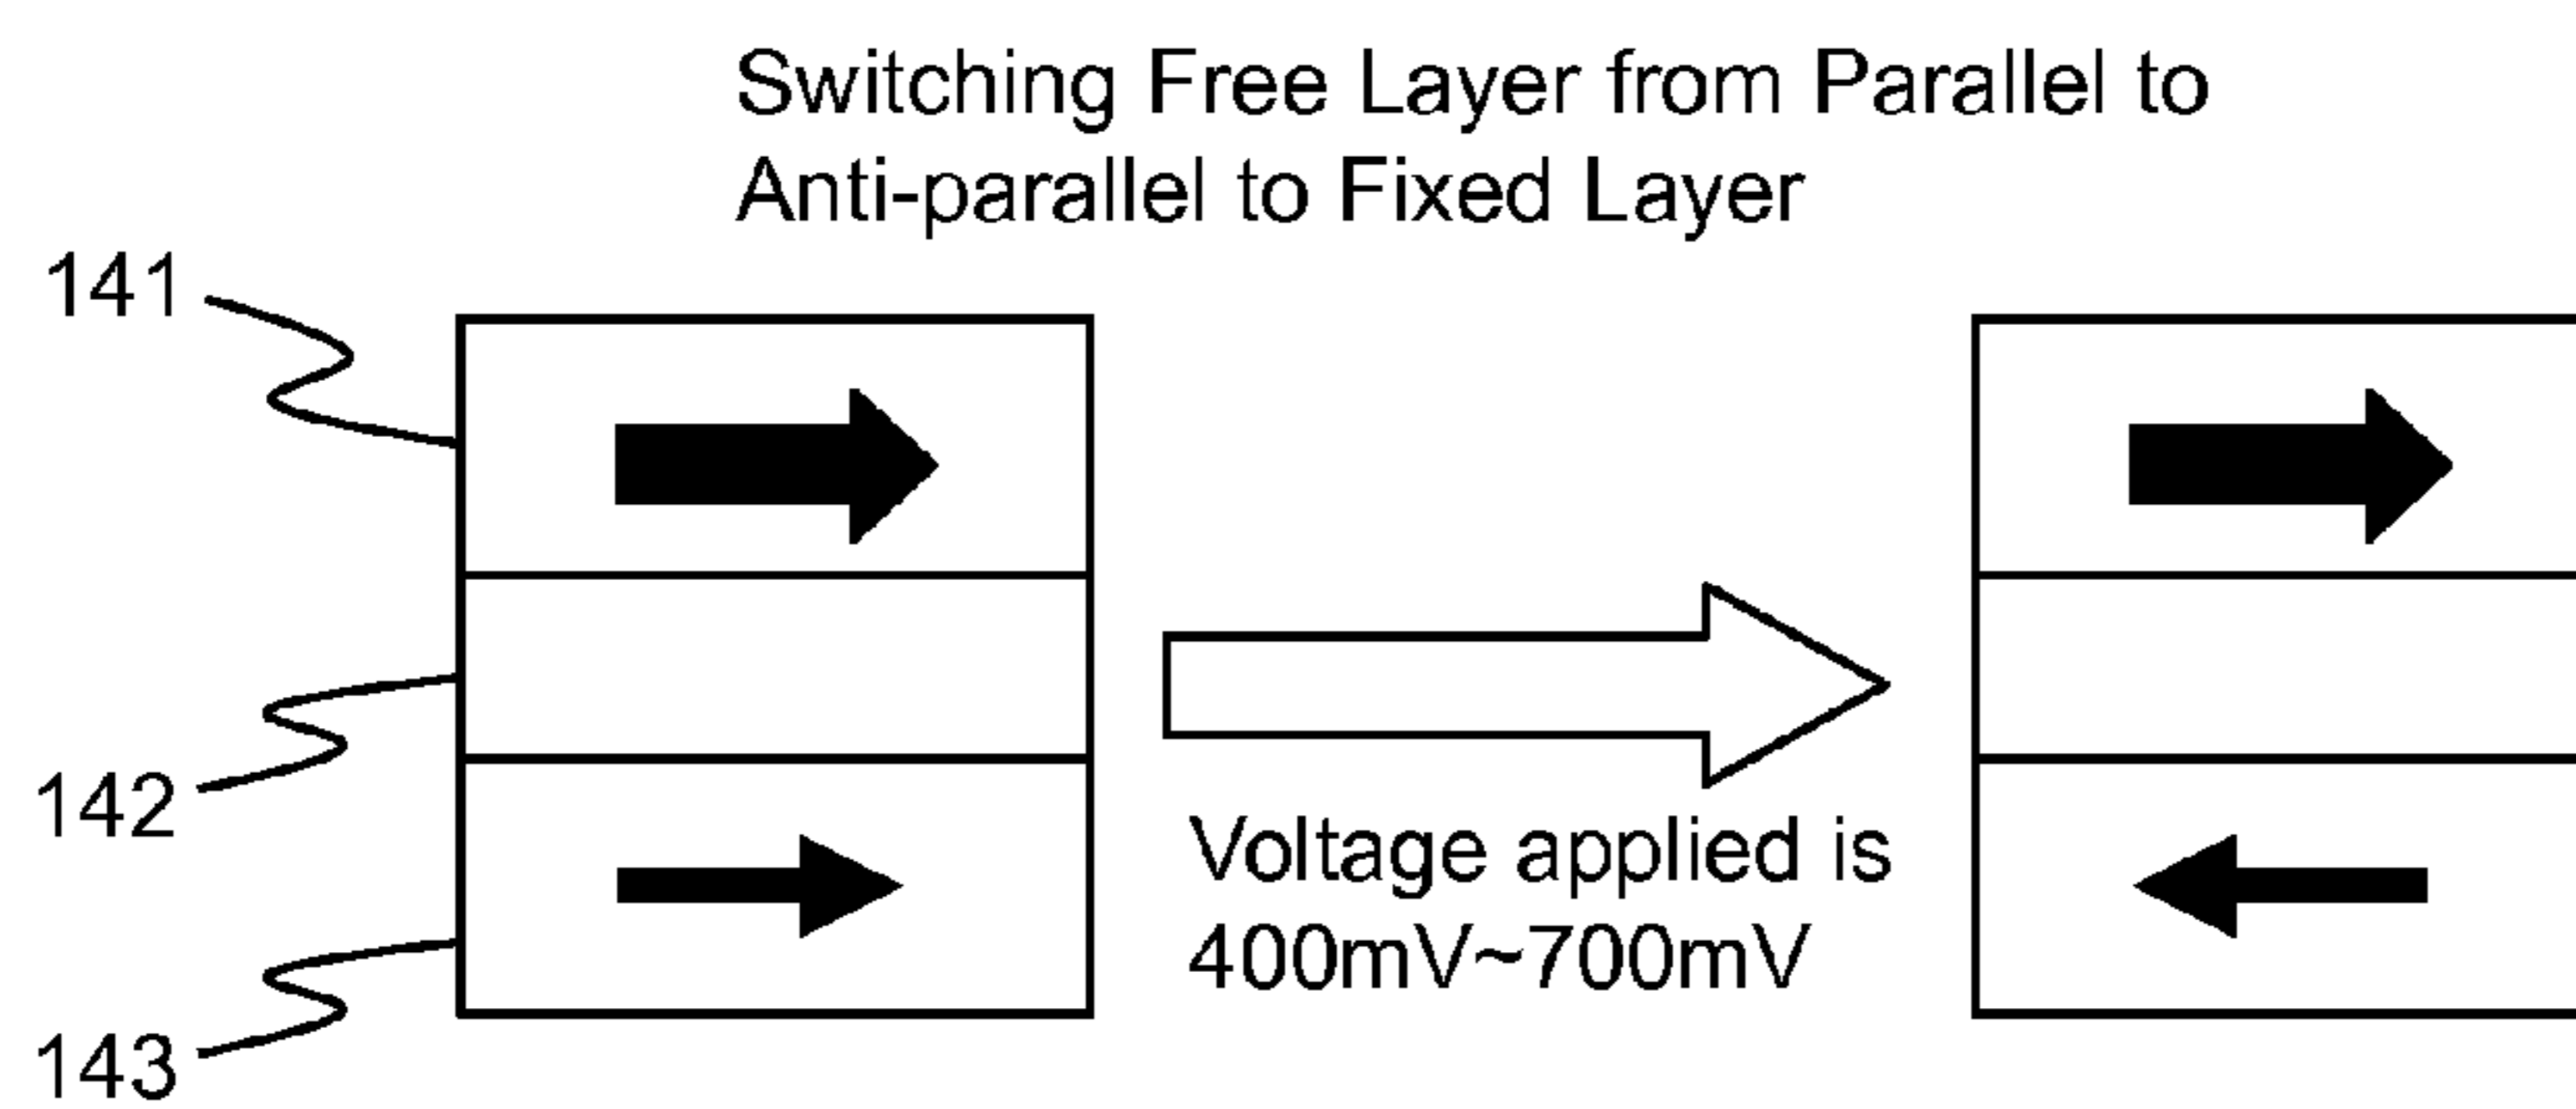 Switching Free Layer from Parallel to
Anti-parallel to Fixed Layer
141
142
Voltage applied is
400mV~700mV
143